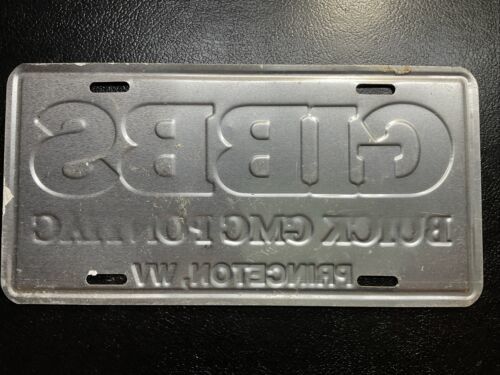 GIBBS
BUICK GMC PONTIAC
PRINCETON, WV